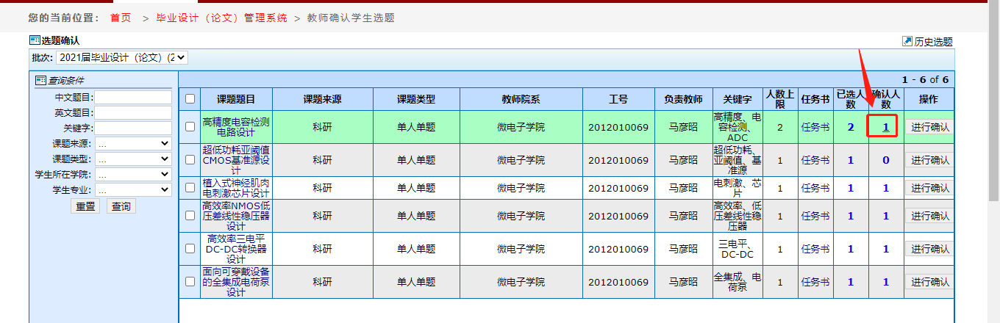 您的当前位置： 首页 > 毕业设计（论文）管理系统 > 教师确认学生选题
选题确认
历史选题
批次: 2021届毕业设计（论文）(2
查询条件
中文题目:
英文题目:
关键字:
课题来源: ...
课题类型: ...
学生所在学院: ...
学生专业: ...
重置 查询
1 - 6 of 6
课题题目 课题来源 课题类型 教师院系 工号 负责教师 关键字 人数上限 任务书 已选人数 确认人数 操作
高精度电容检测电路设计 科研 单人单题 微电子学院 2012010069 马彦昭 高精度、电容检测、ADC 2 任务书 2 1 进行确认
超低功耗亚阈值CMOS基准源设计 科研 单人单题 微电子学院 2012010069 马彦昭 超低功耗、亚阈值、基准源 1 任务书 1 0 进行确认
植入式神经肌肉电刺激芯片设计 科研 单人单题 微电子学院 2012010069 马彦昭 电刺激、芯片 1 任务书 1 1 进行确认
高效率NMOS低压差线性稳压器设计 科研 单人单题 微电子学院 2012010069 马彦昭 高效率、低压差线性稳压器 1 任务书 1 1 进行确认
高效率三电平DC-DC转换器设计 科研 单人单题 微电子学院 2012010069 马彦昭 三电平、DC-DC 1 任务书 1 1 进行确认
面向可穿戴设备的全集成电荷泵设计 科研 单人单题 微电子学院 2012010069 马彦昭 全集成、电荷泵 1 任务书 1 1 进行确认